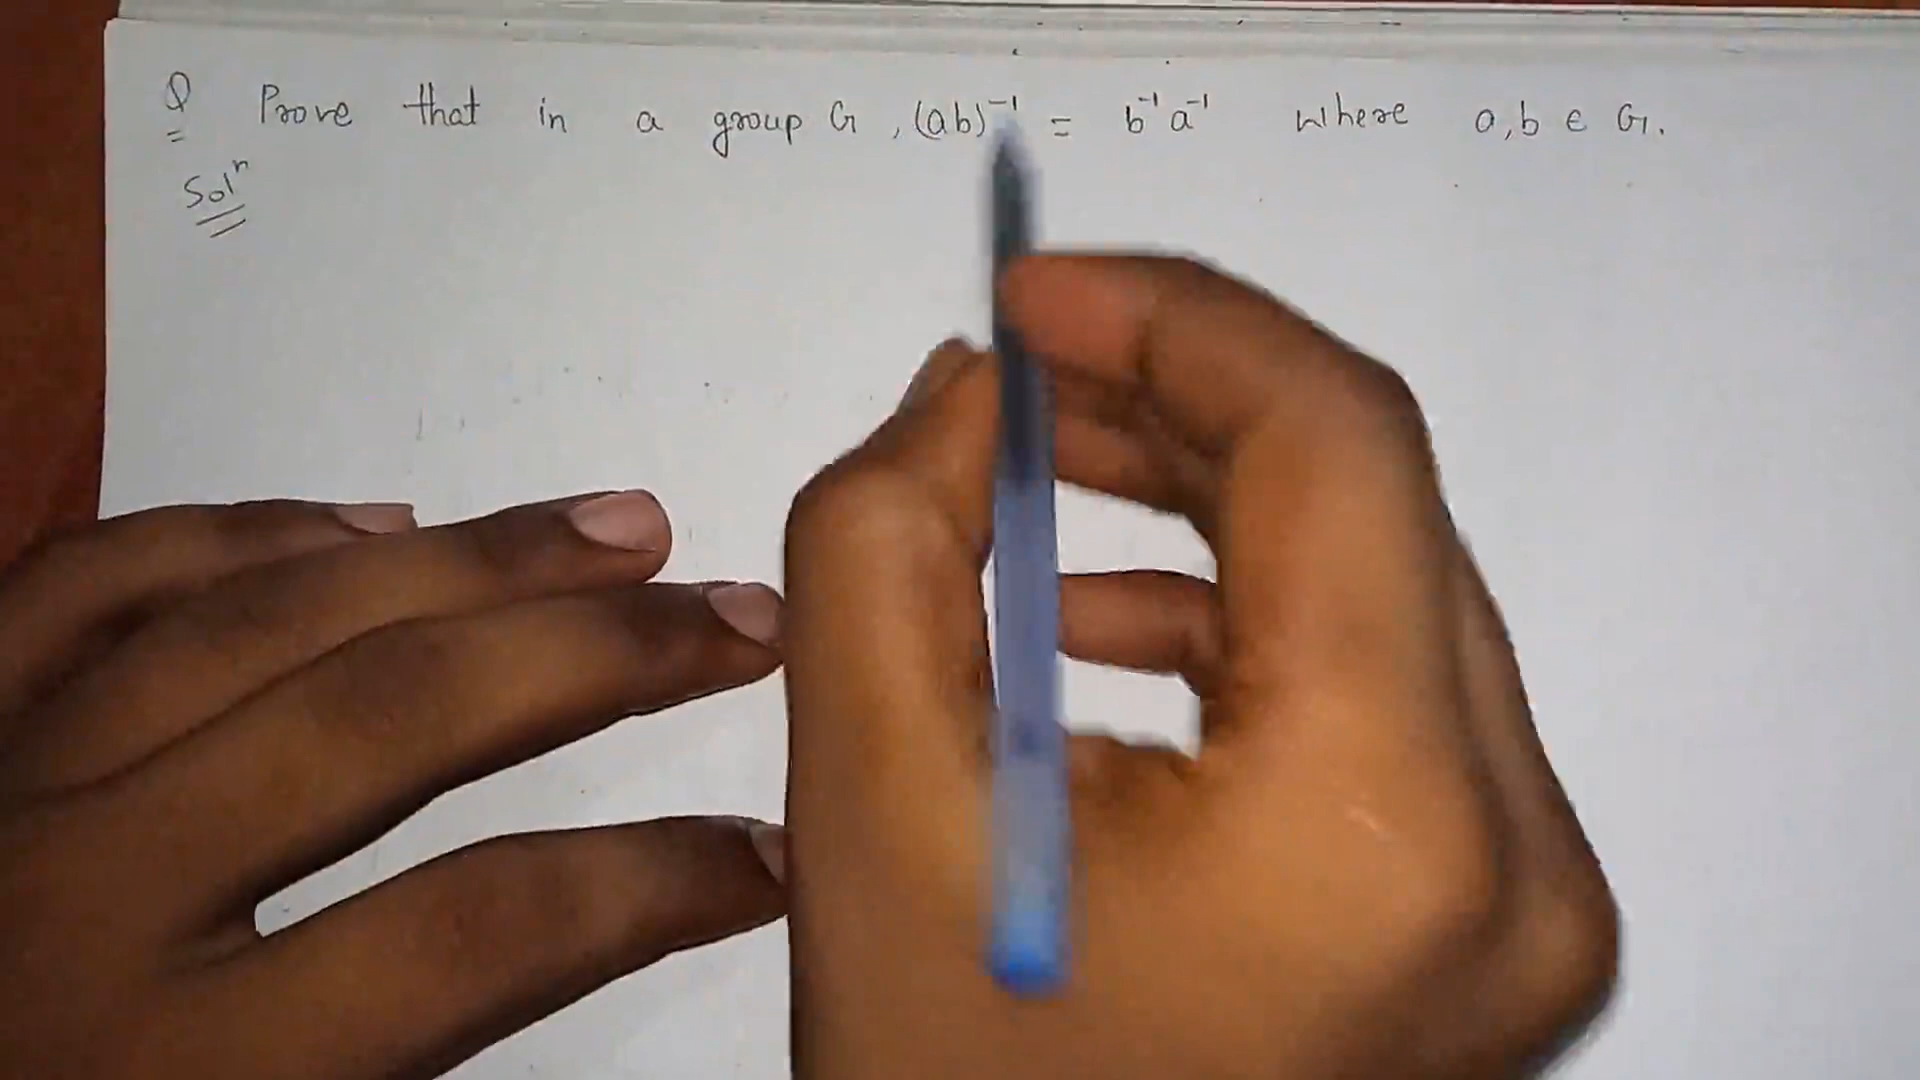 Q Prove that in a group G, (ab)⁻¹ = b⁻¹a⁻¹ where a,b ∈ G.
Solⁿ